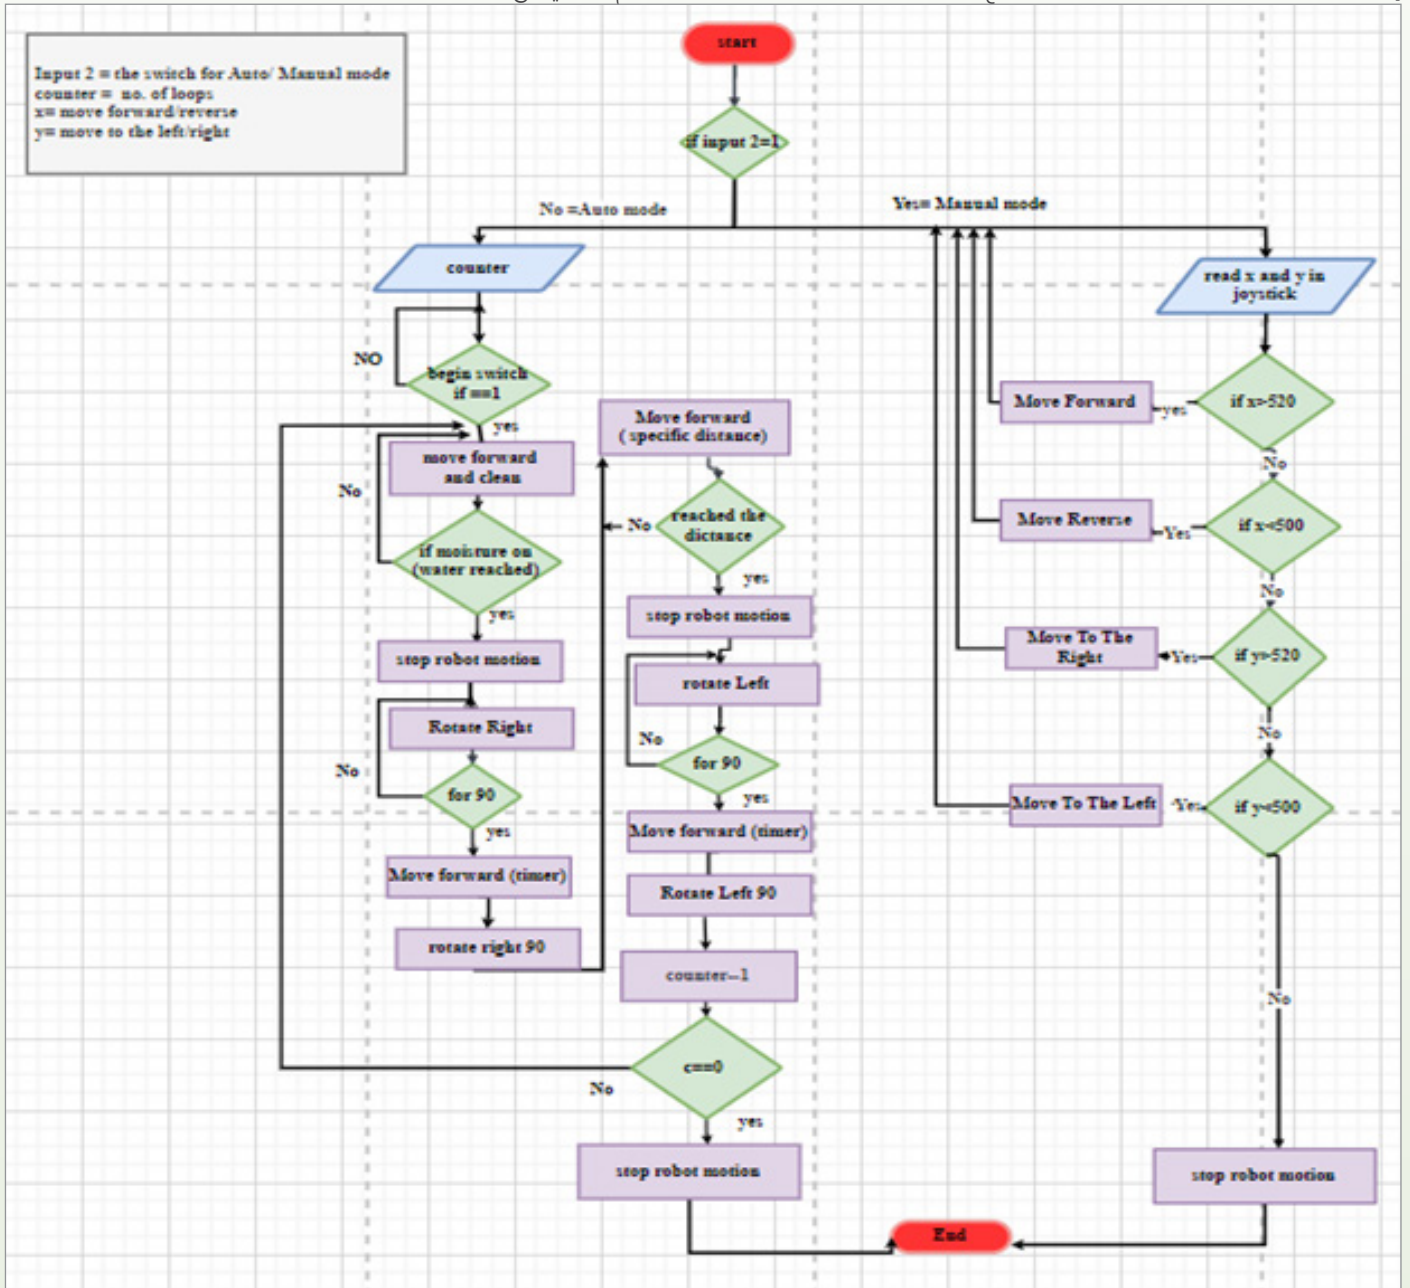 start
Input 2 = the switch for Auto/ Manual mode
counter = no. of loops
x= move forward/reverse
y= move to the left/right
if input 2=1
No =Auto mode
Yes= Manual mode
counter
NO
begin switch
if ==1
yes
move forward
and clean
No
if moisture on
(water reached)
yes
stop robot motion
Rotate Right
No
for 90
yes
Move forward (timer)
rotate right 90
Move forward
( specific distance)
No
reached the
dictance
yes
stop robot motion
rotate Left
No
for 90
yes
Move forward (timer)
Rotate Left 90
counter--1
c==0
No
yes
stop robot motion
read x and y in
joystick
Move Forward
yes
if x>520
No
Move Reverse
Yes
if x<500
No
Move To The
Right
Yes
if y>520
No
Move To The Left
Yes
if y<500
No
stop robot motion
End